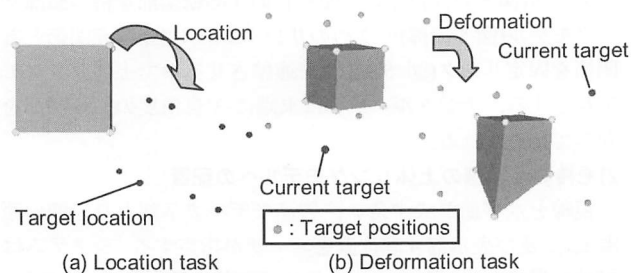 Location
Deformation
Current target
Target location
Current target
: Target positions
(a) Location task
(b) Deformation task